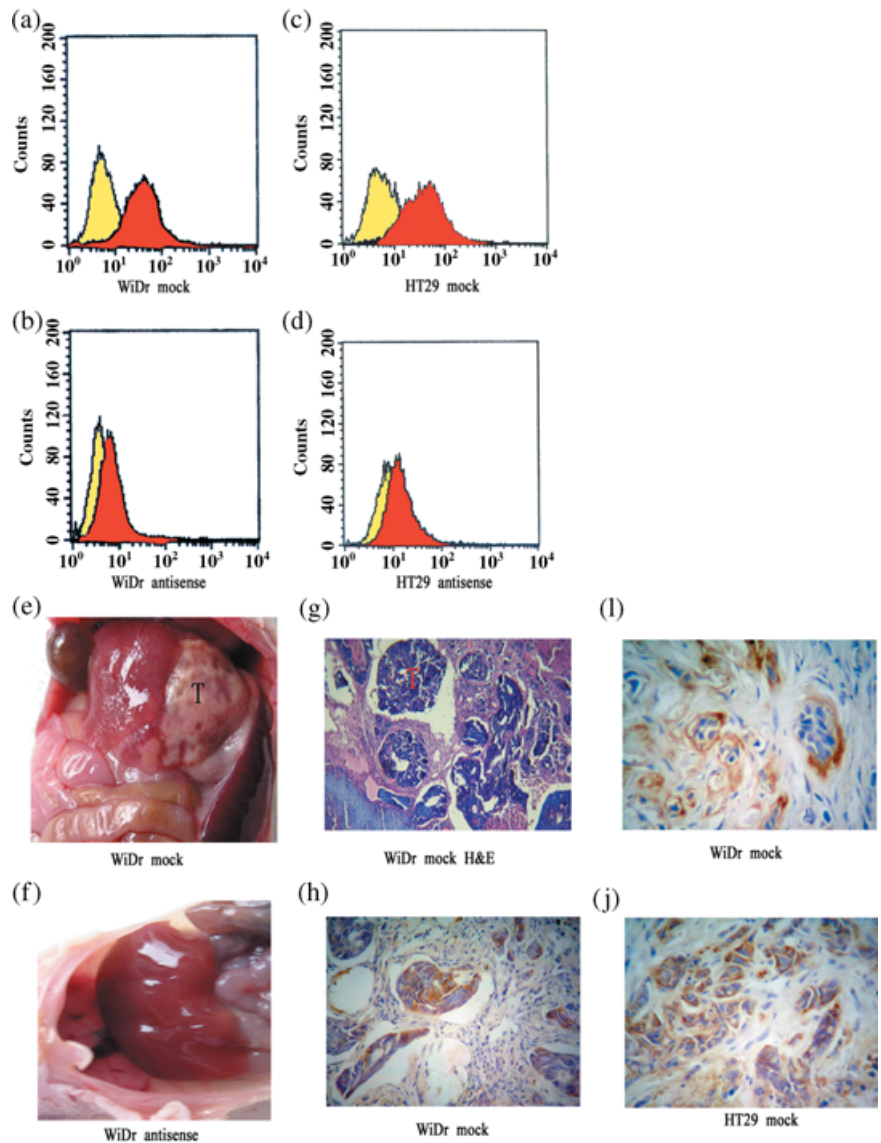 (a)
Counts
200
160
120
80
40
0
10⁰ 10¹ 10² 10³ 10⁴
WiDr mock
(c)
Counts
200
160
120
80
40
0
10⁰ 10¹ 10² 10³ 10⁴
HT29 mock
(b)
Counts
200
160
120
80
40
0
10⁰ 10¹ 10² 10³ 10⁴
WiDr antisense
(d)
Counts
200
160
120
80
40
0
10⁰ 10¹ 10² 10³ 10⁴
HT29 antisense
(e)
T
WiDr mock
(g)
T
WiDr mock H&E
(l)
WiDr mock
(f)
WiDr antisense
(h)
WiDr mock
(j)
HT29 mock